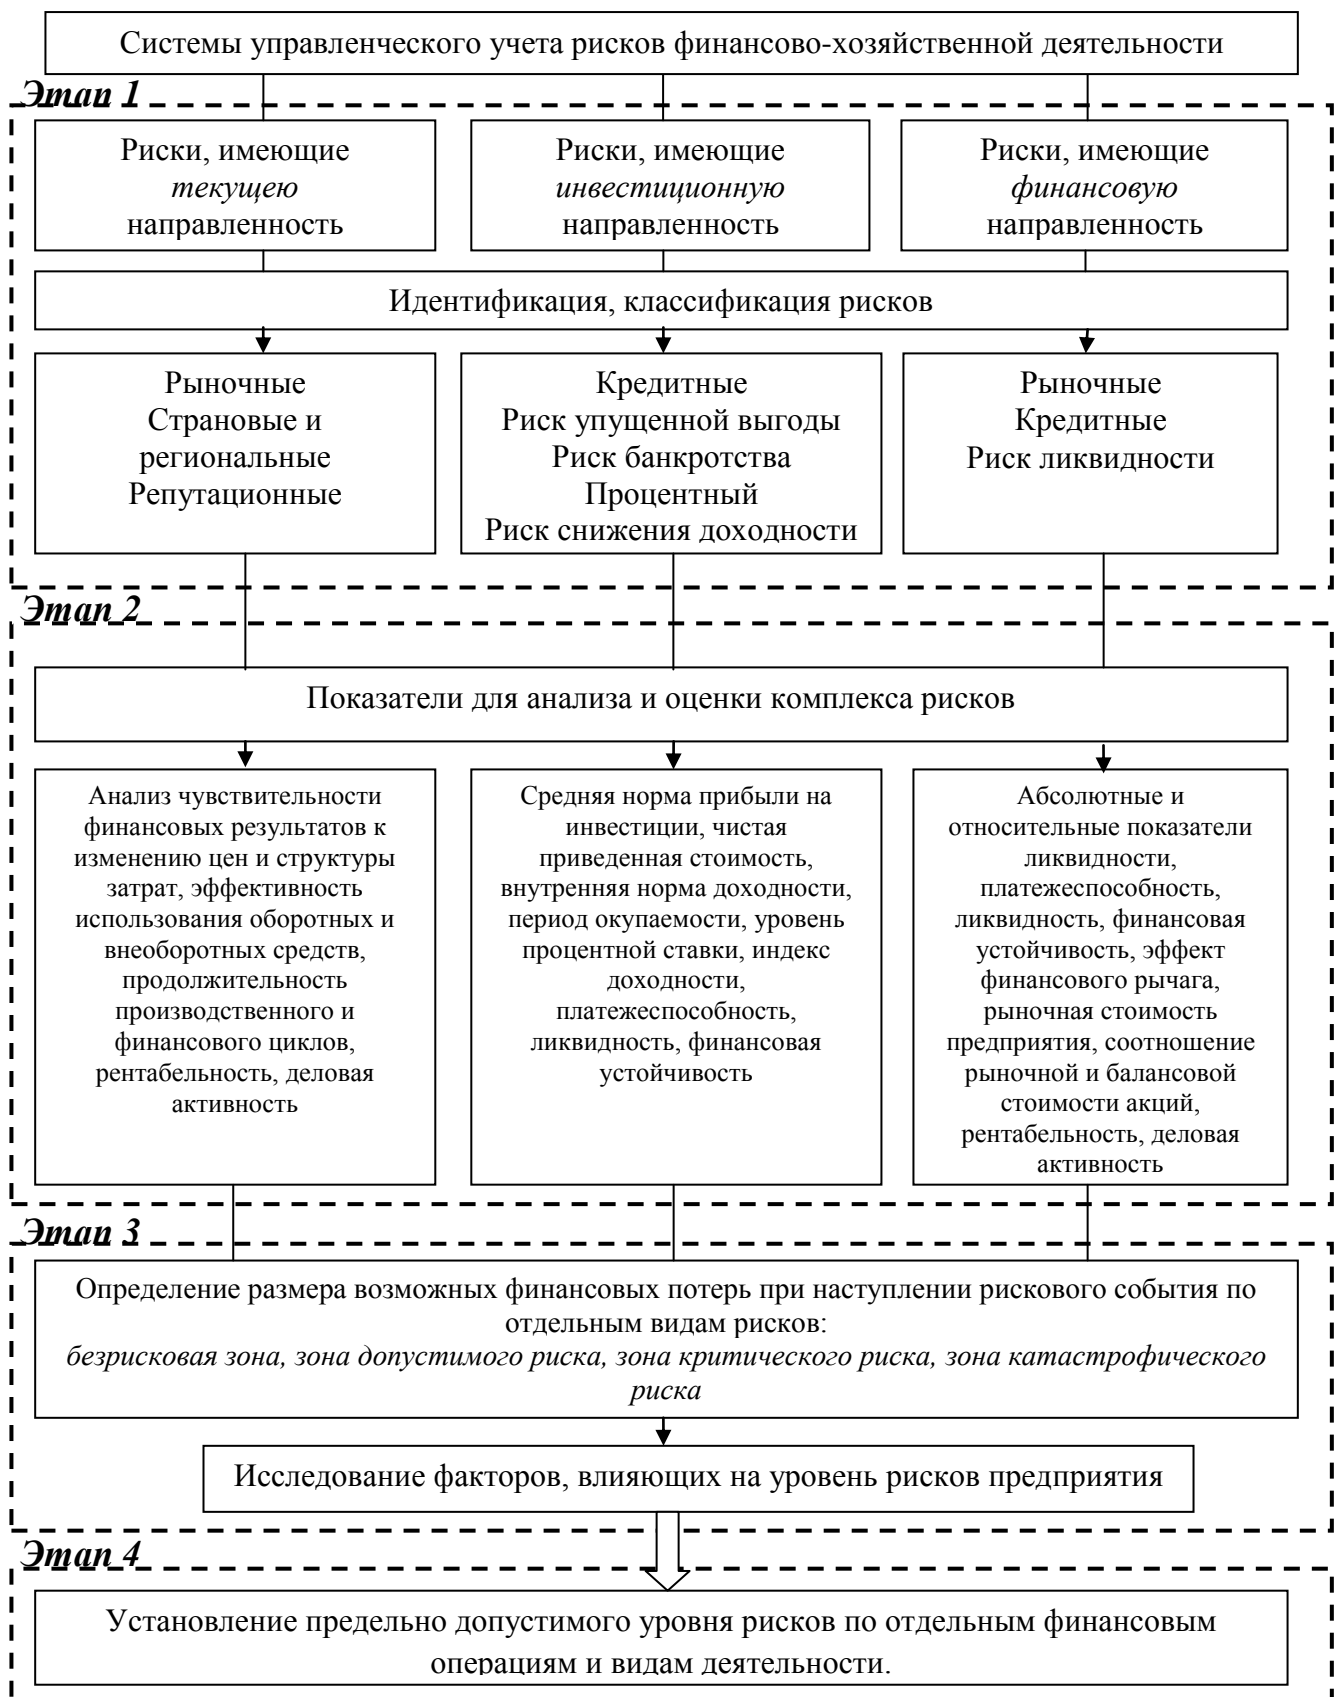 Системы управленческого учета рисков финансово-хозяйственной деятельности
Этап 1
Риски, имеющие
текущею
направленность
Риски, имеющие
инвестиционную
направленность
Риски, имеющие
финансовую
направленность
Идентификация, классификация рисков
Рыночные
Страновые и
региональные
Репутационные
Кредитные
Риск упущенной выгоды
Риск банкротства
Процентный
Риск снижения доходности
Рыночные
Кредитные
Риск ликвидности
Этап 2
Показатели для анализа и оценки комплекса рисков
Анализ чувствительности
финансовых результатов к
изменению цен и структуры
затрат, эффективность
использования оборотных и
внеоборотных средств,
продолжительность
производственного и
финансового циклов,
рентабельность, деловая
активность
Средняя норма прибыли на
инвестиции, чистая
приведенная стоимость,
внутренняя норма доходности,
период окупаемости, уровень
процентной ставки, индекс
доходности,
платежеспособность,
ликвидность, финансовая
устойчивость
Абсолютные и
относительные показатели
ликвидности,
платежеспособность,
ликвидность, финансовая
устойчивость, эффект
финансового рычага,
рыночная стоимость
предприятия, соотношение
рыночной и балансовой
стоимости акций,
рентабельность, деловая
активность
Этап 3
Определение размера возможных финансовых потерь при наступлении рискового события по
отдельным видам рисков:
безрисковая зона, зона допустимого риска, зона критического риска, зона катастрофического
риска
Исследование факторов, влияющих на уровень рисков предприятия
Этап 4
Установление предельно допустимого уровня рисков по отдельным финансовым
операциям и видам деятельности.